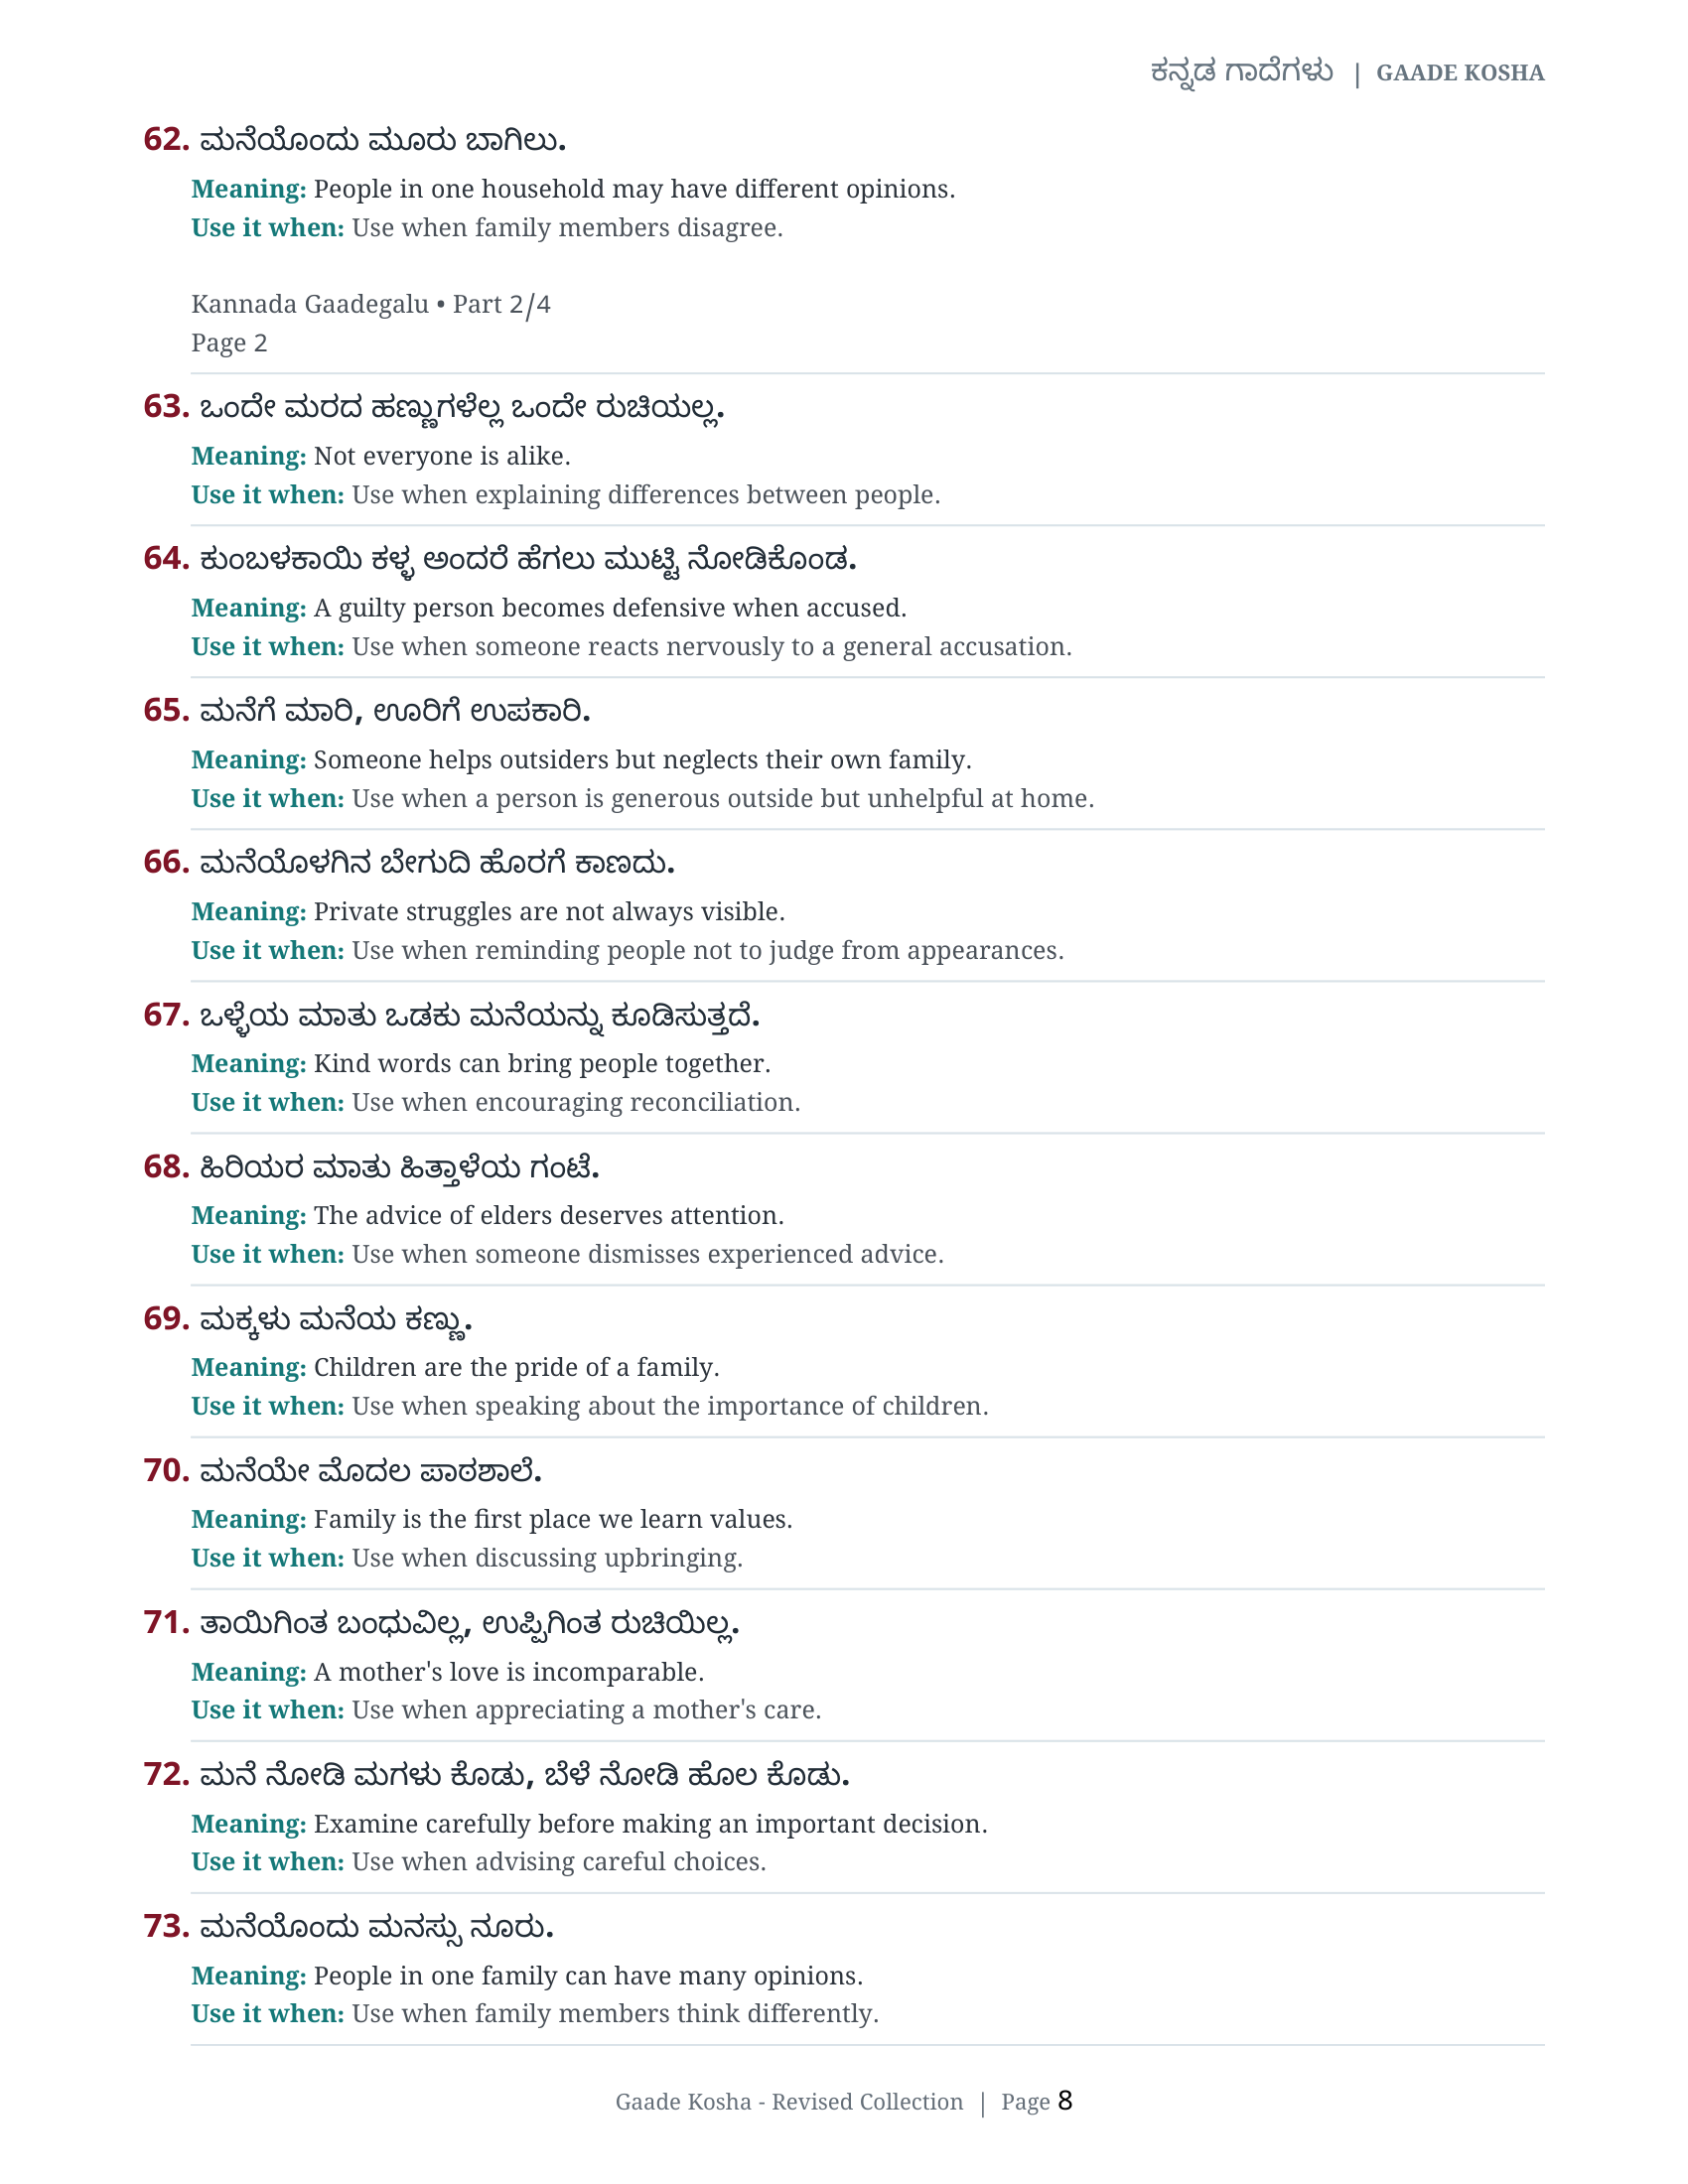 ಕನ್ನಡ ಗಾದೆಗಳು | GAADE KOSHA
62. ಮನೆಯೊಂದು ಮೂರು ಬಾಗಿಲು.
Meaning: People in one household may have different opinions.
Use it when: Use when family members disagree.
Kannada Gaadegalu • Part 2/4
Page 2
63. ಒಂದೇ ಮರದ ಹಣ್ಣುಗಳೆಲ್ಲ ಒಂದೇ ರುಚಿಯಲ್ಲ.
Meaning: Not everyone is alike.
Use it when: Use when explaining differences between people.
64. ಕುಂಬಳಕಾಯಿ ಕಳ್ಳ ಅಂದರೆ ಹೆಗಲು ಮುಟ್ಟಿ ನೋಡಿಕೊಂಡ.
Meaning: A guilty person becomes defensive when accused.
Use it when: Use when someone reacts nervously to a general accusation.
65. ಮನೆಗೆ ಮಾರಿ, ಊರಿಗೆ ಉಪಕಾರಿ.
Meaning: Someone helps outsiders but neglects their own family.
Use it when: Use when a person is generous outside but unhelpful at home.
66. ಮನೆಯೊಳಗಿನ ಬೇಗುದಿ ಹೊರಗೆ ಕಾಣದು.
Meaning: Private struggles are not always visible.
Use it when: Use when reminding people not to judge from appearances.
67. ಒಳ್ಳೆಯ ಮಾತು ಒಡಕು ಮನೆಯನ್ನು ಕೂಡಿಸುತ್ತದೆ.
Meaning: Kind words can bring people together.
Use it when: Use when encouraging reconciliation.
68. ಹಿರಿಯರ ಮಾತು ಹಿತ್ತಾಳೆಯ ಗಂಟೆ.
Meaning: The advice of elders deserves attention.
Use it when: Use when someone dismisses experienced advice.
69. ಮಕ್ಕಳು ಮನೆಯ ಕಣ್ಣು.
Meaning: Children are the pride of a family.
Use it when: Use when speaking about the importance of children.
70. ಮನೆಯೇ ಮೊದಲ ಪಾಠಶಾಲೆ.
Meaning: Family is the first place we learn values.
Use it when: Use when discussing upbringing.
71. ತಾಯಿಗಿಂತ ಬಂಧುವಿಲ್ಲ, ಉಪ್ಪಿಗಿಂತ ರುಚಿಯಿಲ್ಲ.
Meaning: A mother's love is incomparable.
Use it when: Use when appreciating a mother's care.
72. ಮನೆ ನೋಡಿ ಮಗಳು ಕೊಡು, ಬೆಳೆ ನೋಡಿ ಹೊಲ ಕೊಡು.
Meaning: Examine carefully before making an important decision.
Use it when: Use when advising careful choices.
73. ಮನೆಯೊಂದು ಮನಸ್ಸು ನೂರು.
Meaning: People in one family can have many opinions.
Use it when: Use when family members think differently.
Gaade Kosha - Revised Collection | Page 8